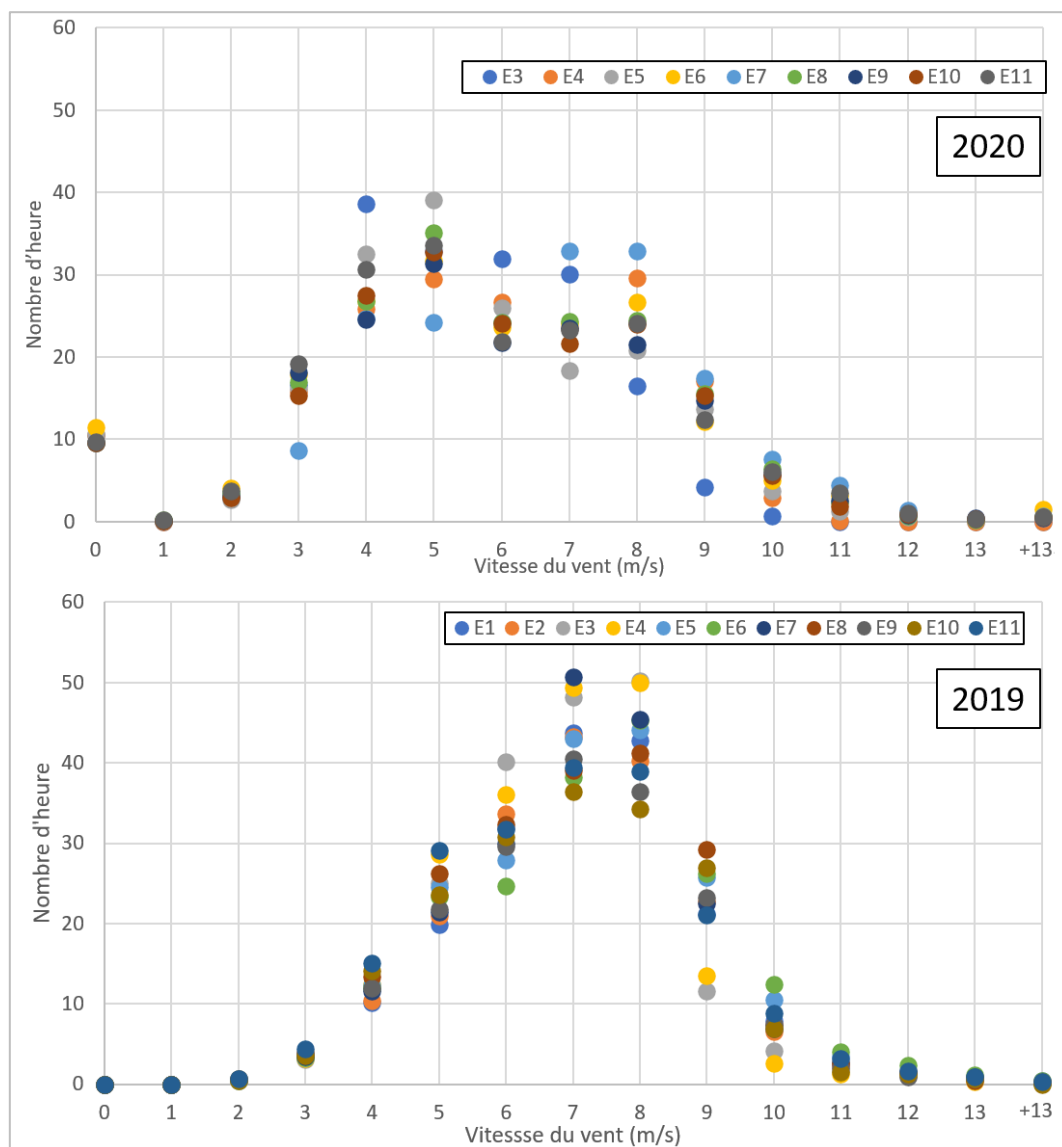 60
E3 E4 E5 E6 E7 E8 E9 E10 E11
50
2020
40
Nombre d'heure
30
20
10
0
0 1 2 3 4 5 6 7 8 9 10 11 12 13 +13
Vitesse du vent (m/s)
60
E1 E2 E3 E4 E5 E6 E7 E8 E9 E10 E11
50
2019
40
Nombre d'heure
30
20
10
0
0 1 2 3 4 5 6 7 8 9 10 11 12 13 +13
Vitessse du vent (m/s)